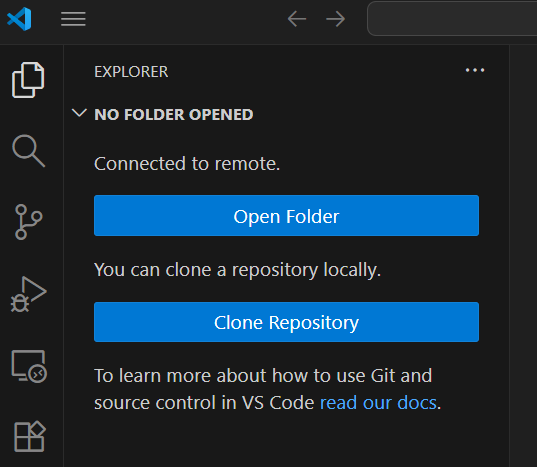 EXPLORER
NO FOLDER OPENED
Connected to remote.
Open Folder
You can clone a repository locally.
Clone Repository
To learn more about how to use Git and
source control in VS Code read our docs.